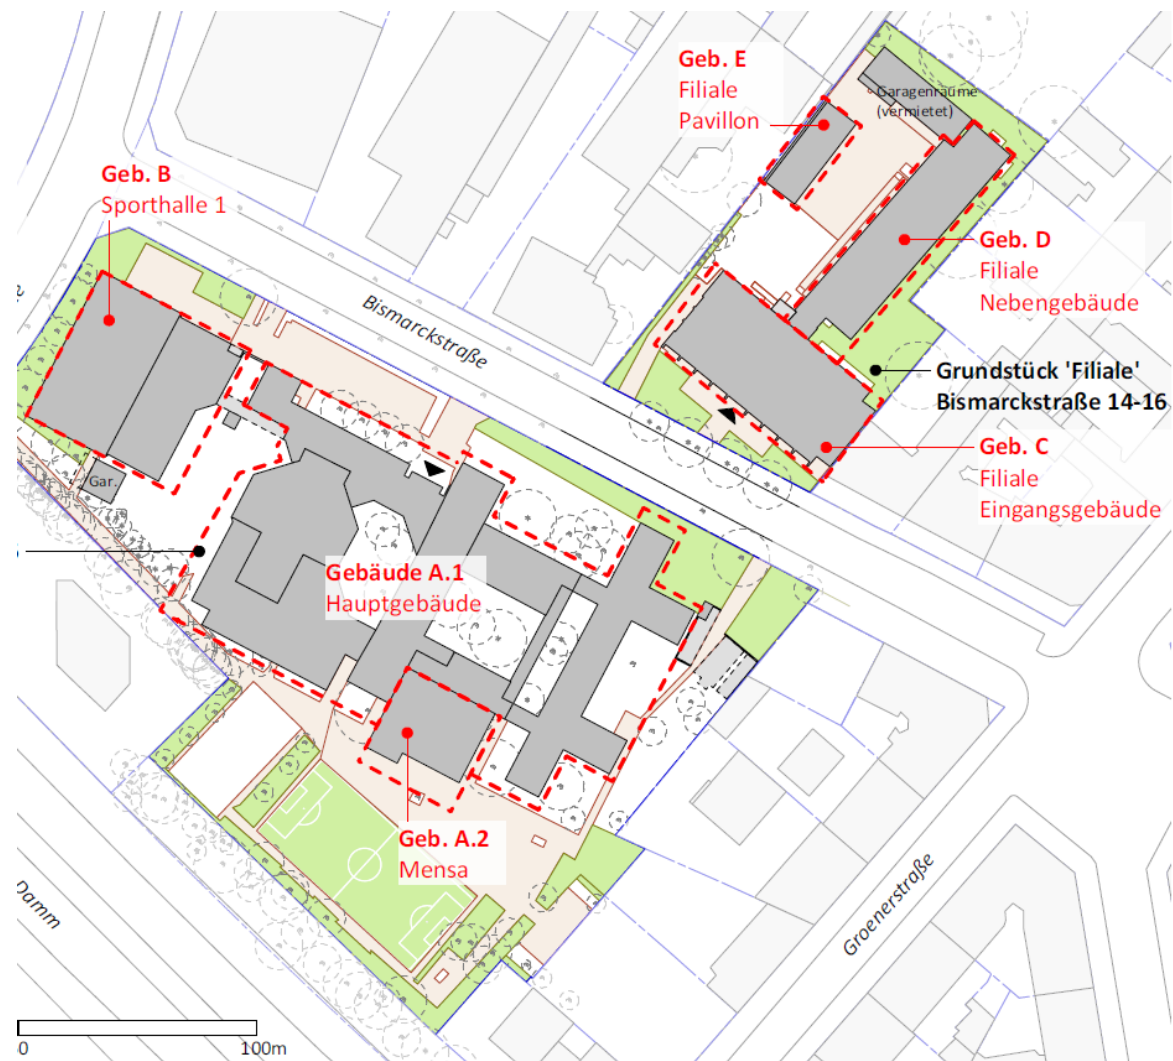 Geb. E
Filiale
Pavillon
Garagenräume
(vermietet)
Geb. B
Sporthalle 1
Geb. D
Filiale
Nebengebäude
Bismarckstraße
Grundstück 'Filiale'
Bismarckstraße 14-16
Geb. C
Filiale
Eingangsgebäude
Gar.
Gebäude A.1
Hauptgebäude
Geb. A.2
Mensa
Damm
Groenerstraße
0
100m